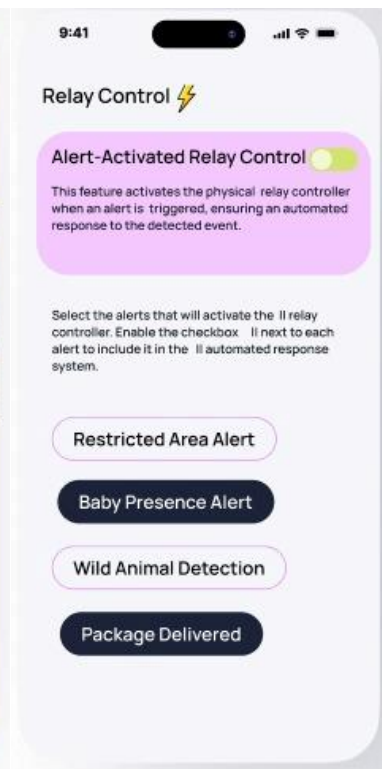 9:41
Relay Control ⚡
Alert-Activated Relay Control
This feature activates the physical relay controller
when an alert is triggered, ensuring an automated
response to the detected event.
Select the alerts that will activate the II relay
controller. Enable the checkbox II next to each
alert to include it in the II automated response
system.
Restricted Area Alert
Baby Presence Alert
Wild Animal Detection
Package Delivered